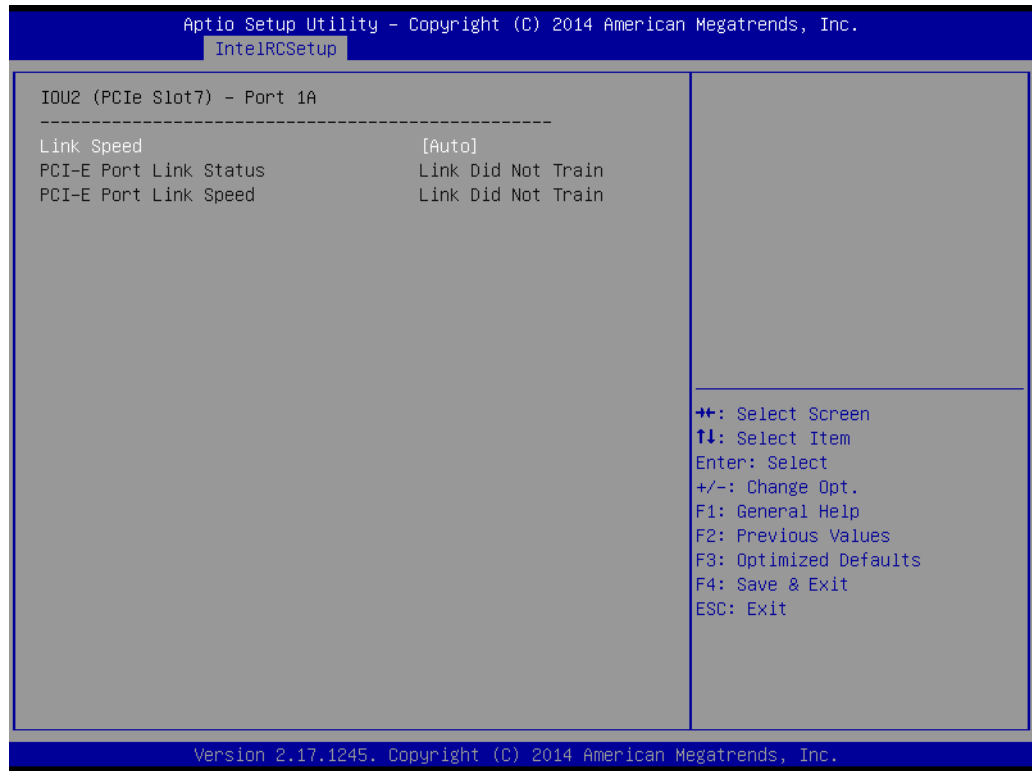 Aptio Setup Utility – Copyright (C) 2014 American Megatrends, Inc.
IntelRCSetup
IOU2 (PCIe Slot7) – Port 1A
--------------------------------------------------
Link Speed [Auto]
PCI-E Port Link Status Link Did Not Train
PCI-E Port Link Speed Link Did Not Train
→←: Select Screen
↑↓: Select Item
Enter: Select
+/-: Change Opt.
F1: General Help
F2: Previous Values
F3: Optimized Defaults
F4: Save & Exit
ESC: Exit
Version 2.17.1245. Copyright (C) 2014 American Megatrends, Inc.